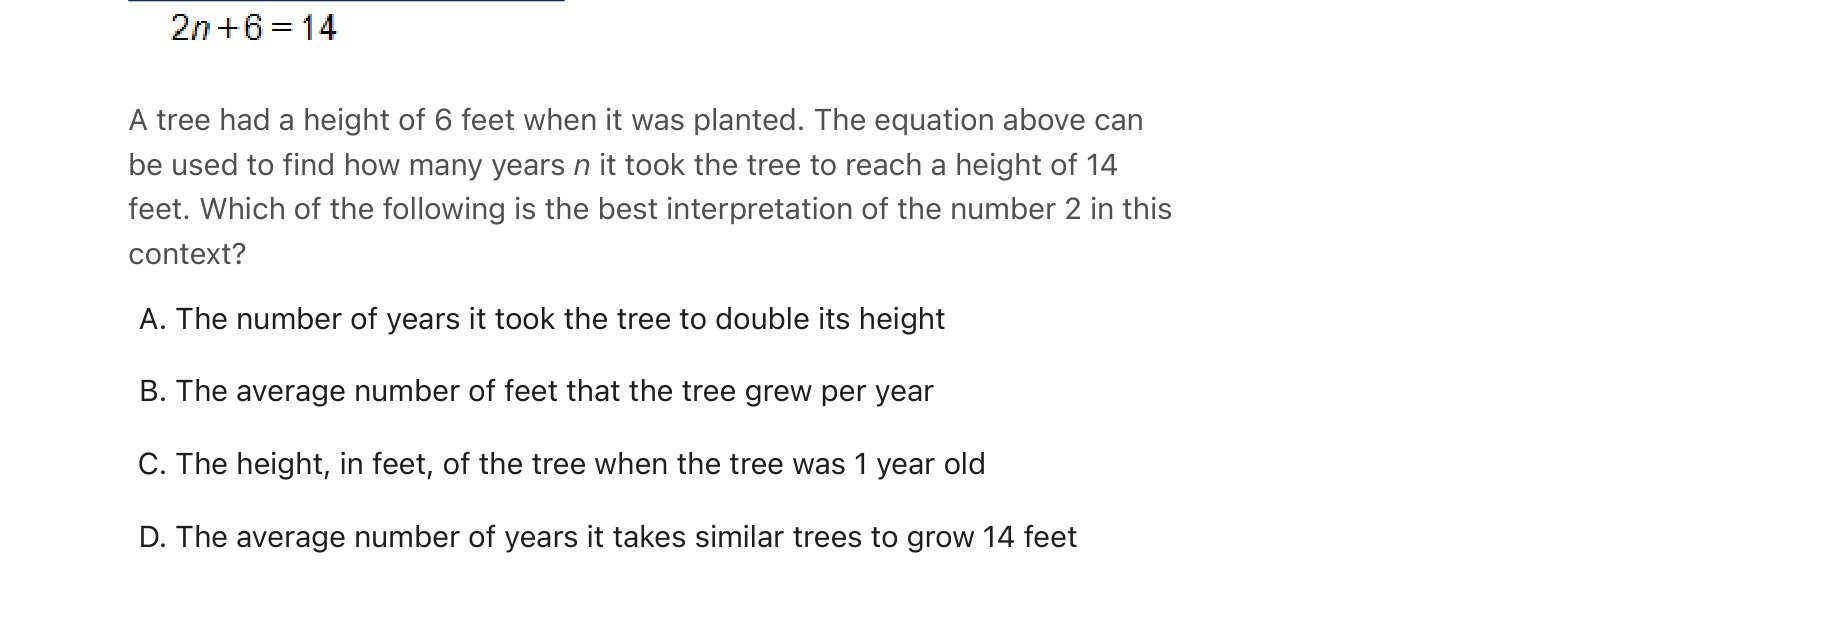 2n+6=14
A tree had a height of 6 feet when it was planted. The equation above can
be used to find how many years n it took the tree to reach a height of 14
feet. Which of the following is the best interpretation of the number 2 in this
context?
A. The number of years it took the tree to double its height
B. The average number of feet that the tree grew per year
C. The height, in feet, of the tree when the tree was 1 year old
D. The average number of years it takes similar trees to grow 14 feet